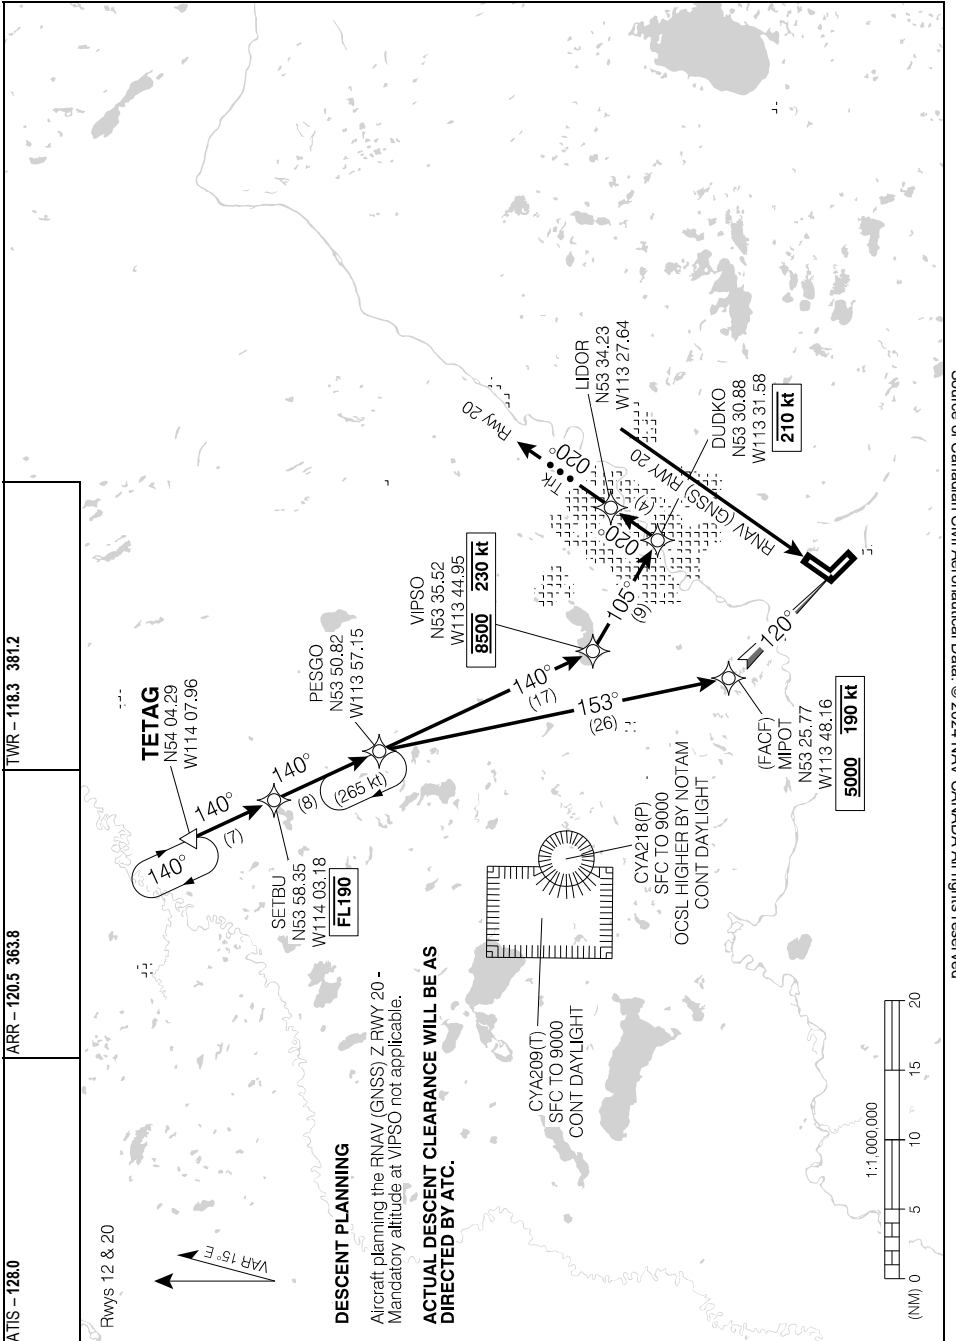 ATIS – 128.0
ARR – 120.5 363.8
TWR – 118.3 381.2
Rwys 12 & 20
VAR 15° E
DESCENT PLANNING
Aircraft planning the RNAV (GNSS) Z RWY 20 -
Mandatory altitude at VIPSO not applicable.
ACTUAL DESCENT CLEARANCE WILL BE AS
DIRECTED BY ATC.
TETAG
N54 04.29
W114 07.96
140°
140°
(7)
SETBU
N53 58.35
W114 03.18
FL190
140°
(8)
(265 kt)
PESGO
N53 50.82
W113 57.15
140°
(17)
153°
(26)
VIPSO
N53 35.52
W113 44.95
8500 230 kt
105°
(9)
020°
(4)
Trk 020°
Rwy 20
LIDOR
N53 34.23
W113 27.64
DUDKO
N53 30.88
W113 31.58
210 kt
RNAV (GNSS) RWY 20
120°
(FACF)
MIPOT
N53 25.77
W113 48.16
5000 190 kt
CYA218(P)
SFC TO 9000
OCSL HIGHER BY NOTAM
CONT DAYLIGHT
CYA209(T)
SFC TO 9000
CONT DAYLIGHT
1:1,000,000
(NM) 0 5 10 15 20
Source of Canadian Civil Aeronautical Data: © 2024 NAV CANADA All rights reserved